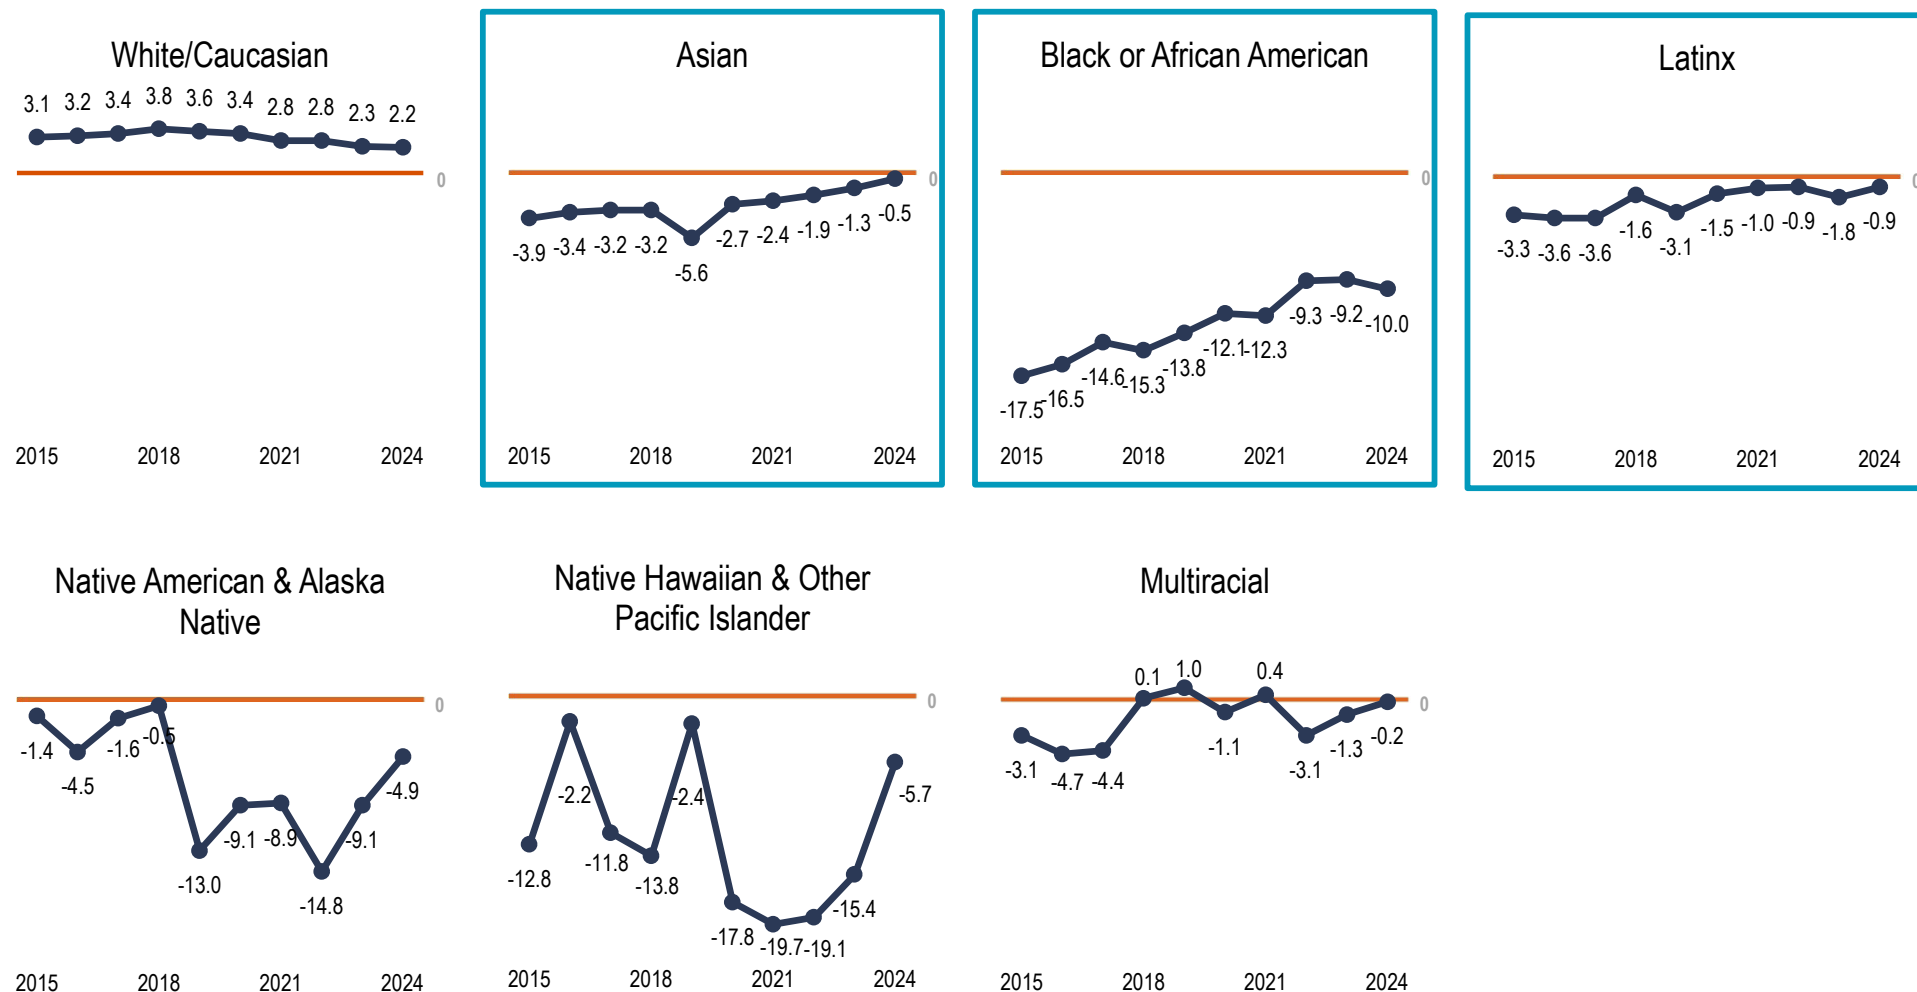 White/Caucasian
3.1 3.2 3.4 3.8 3.6 3.4 2.8 2.8 2.3 2.2
0
2015 2018 2021 2024
Asian
0
-3.9 -3.4 -3.2 -3.2 -5.6 -2.7 -2.4 -1.9 -1.3 -0.5
2015 2018 2021 2024
Black or African American
0
-17.5 -16.5 -14.6 -15.3 -13.8 -12.1 -12.3 -9.3 -9.2 -10.0
2015 2018 2021 2024
Latinx
0
-3.3 -3.6 -3.6 -1.6 -3.1 -1.5 -1.0 -0.9 -1.8 -0.9
2015 2018 2021 2024
Native American & Alaska
Native
0
-1.4 -4.5 -1.6 -0.5 -13.0 -9.1 -8.9 -14.8 -9.1 -4.9
2015 2018 2021 2024
Native Hawaiian & Other
Pacific Islander
0
-12.8 -2.2 -11.8 -13.8 -2.4 -17.8 -19.7 -19.1 -15.4 -5.7
2015 2018 2021 2024
Multiracial
0
-3.1 -4.7 -4.4 0.1 1.0 -1.1 0.4 -3.1 -1.3 -0.2
2015 2018 2021 2024